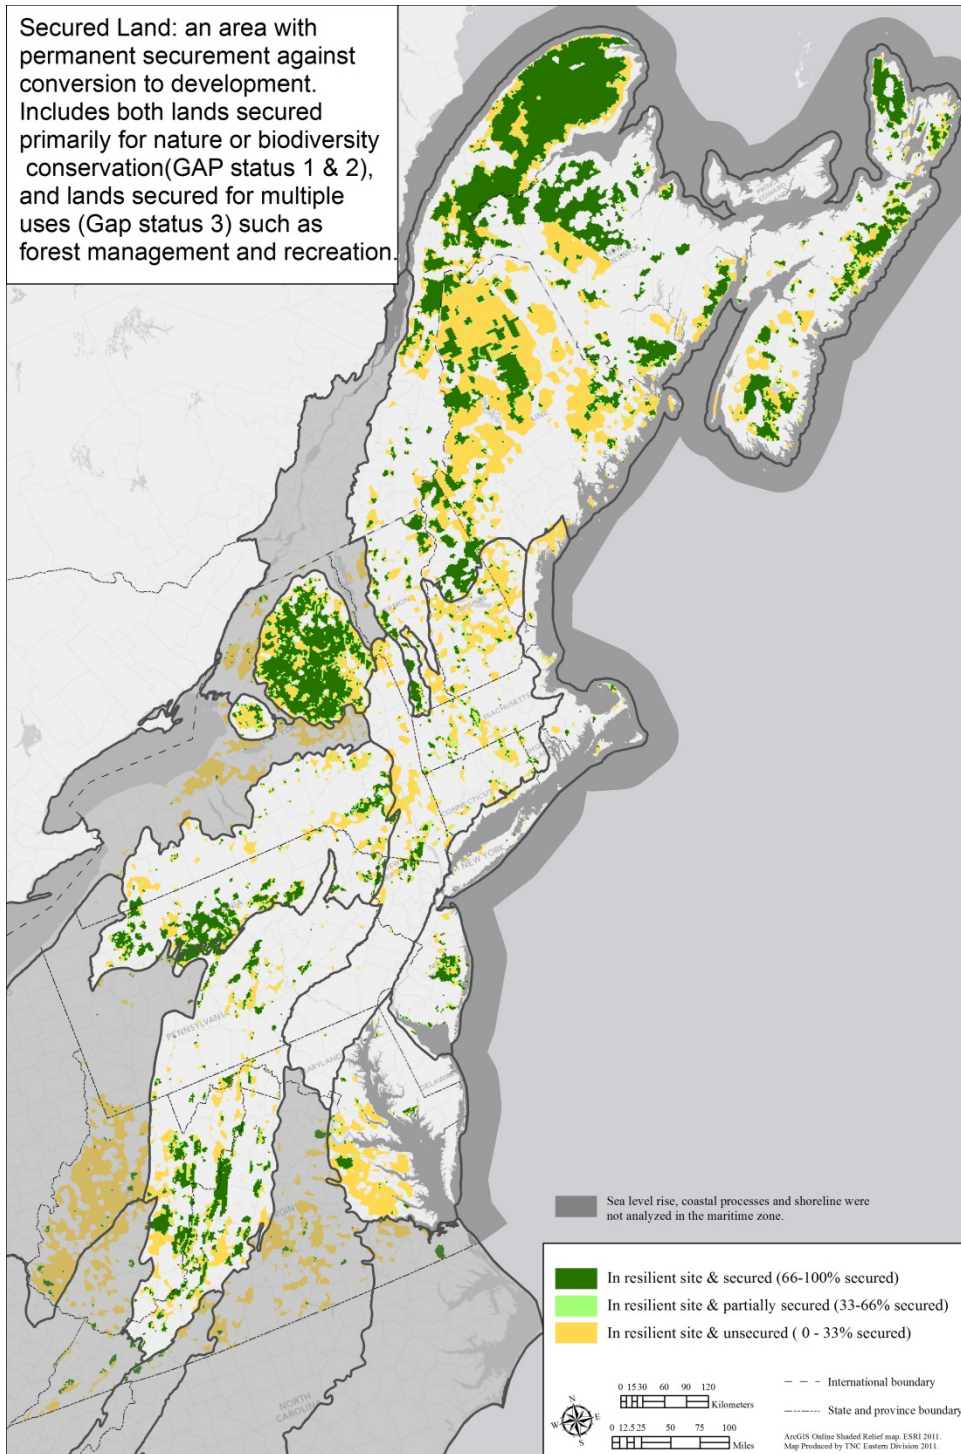 Secured Land: an area with
permanent securement against
conversion to development.
Includes both lands secured
primarily for nature or biodiversity
conservation(GAP status 1 & 2),
and lands secured for multiple
uses (Gap status 3) such as
forest management and recreation.
PRINCE
MAINE
VERMONT
MASSACHUSETTS
CONNECTICUT
NEW YORK
PENNSYLVANIA
MARYLAND
DELAWARE
NORTH
CAROLINA
Sea level rise, coastal processes and shoreline were
not analyzed in the maritime zone.
In resilient site & secured (66-100% secured)
In resilient site & partially secured (33-66% secured)
In resilient site & unsecured ( 0 - 33% secured)
N
W E
S
0 15 30 60 90 120
Kilometers
0 12.5 25 50 75 100
Miles
International boundary
State and province boundary
ArcGIS Online Shaded Relief map. ESRI 2011.
Map Produced by TNC Eastern Division 2011.